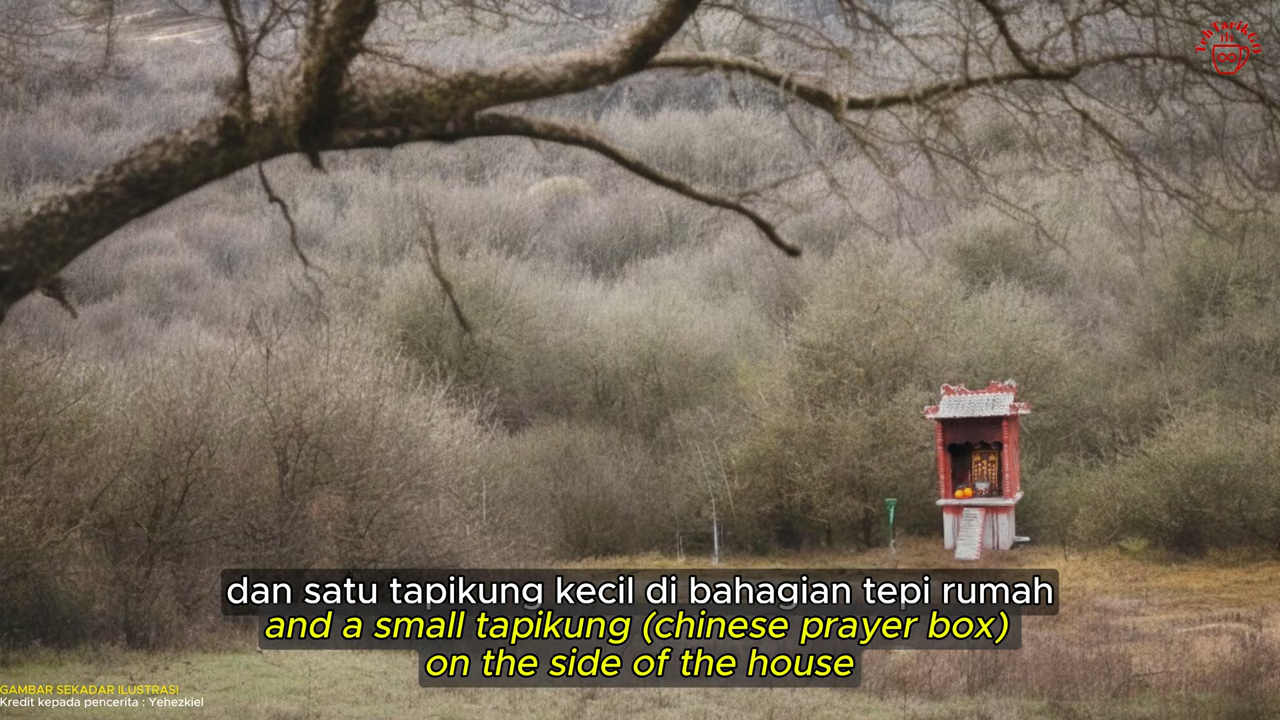 TehTarikGO
dan satu tapikung kecil di bahagian tepi rumah
and a small tapikung (chinese prayer box)
on the side of the house
GAMBAR SEKADAR ILUSTRASI
Kredit kepada pencerita : Yehezkiel